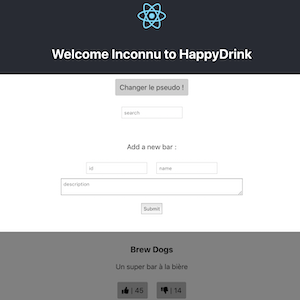 Welcome Inconnu to HappyDrink
Changer le pseudo !
search
Add a new bar :
id name
description
Submit
Brew Dogs
Un super bar à la bière
45 14